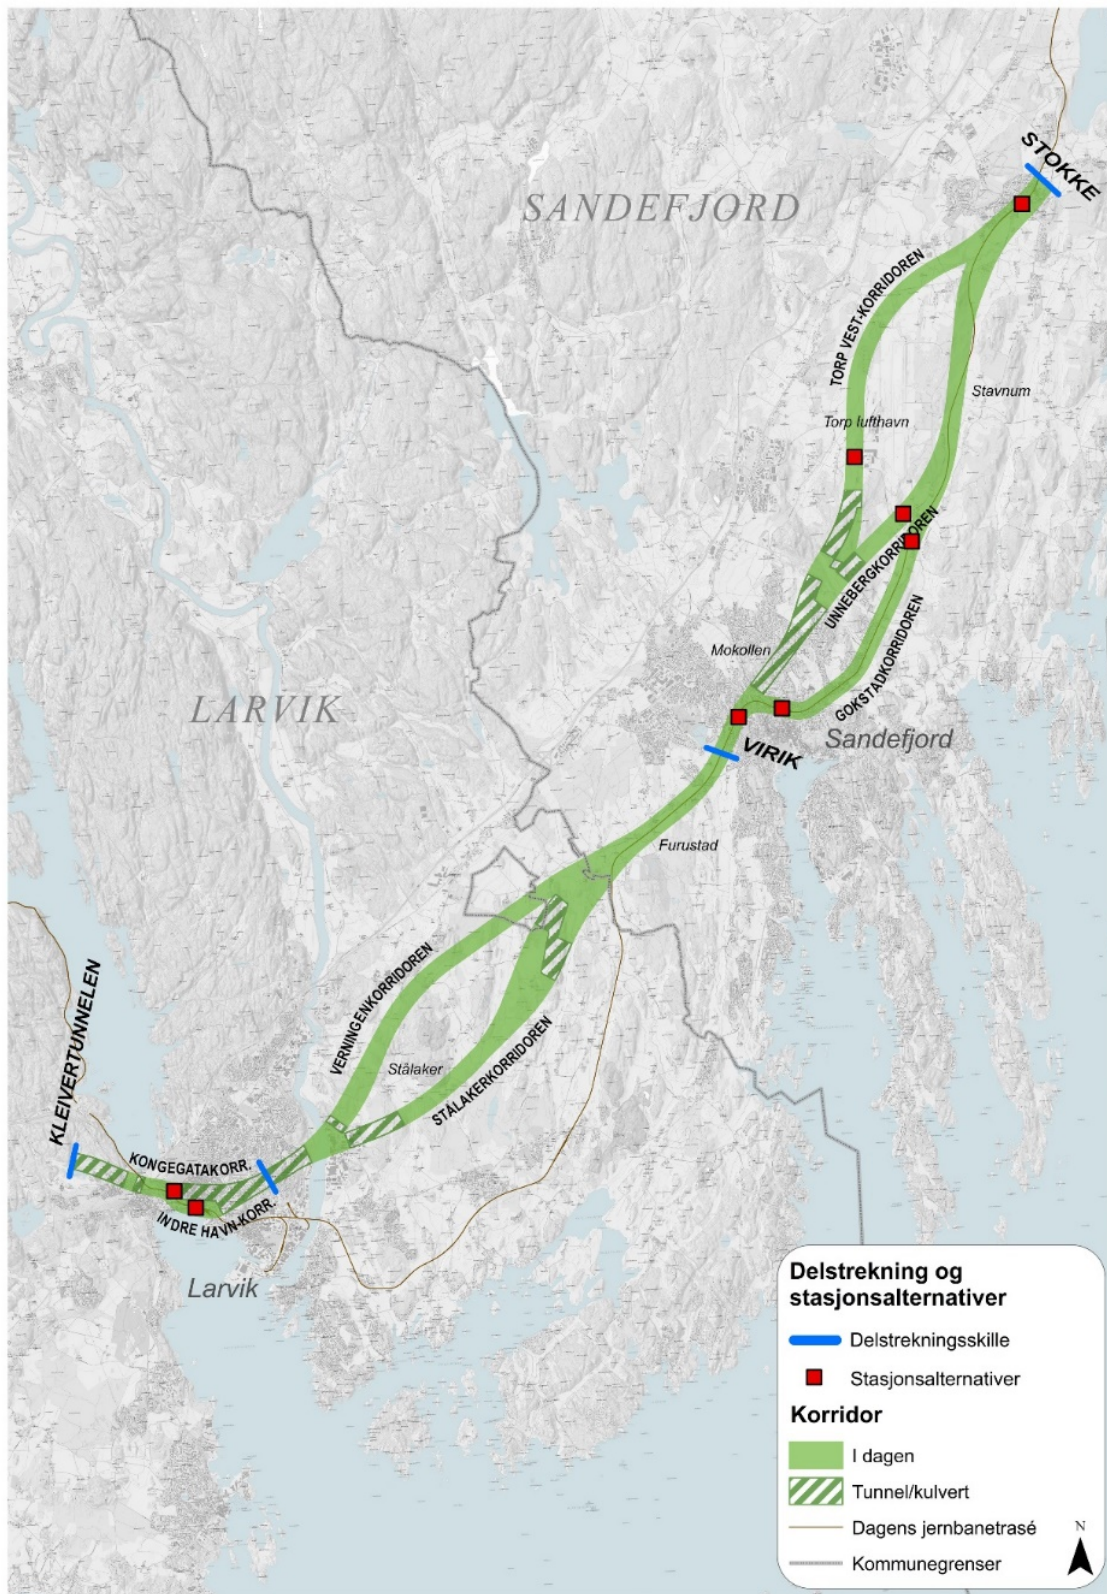 STOKKE
SANDEFJORD
TORP VEST-KORRIDOREN
Stavnum
Torp lufthavn
UNNEBERGKORRIDOREN
GOKSTADKORRIDOREN
Mokollen
LARVIK
Sandefjord
VIRIK
Furustad
VERNINGENKORRIDOREN
Stålaker
STÅLAKERKORRIDOREN
KLEIVERTUNNELEN
KONGEGATAKORR.
INDRE HAVN-KORR.
Larvik
Delstrekning og
stasjonsalternativer
Delstrekningsskille
Stasjonsalternativer
Korridor
I dagen
Tunnel/kulvert
Dagens jernbanetrasé
Kommunegrenser
N